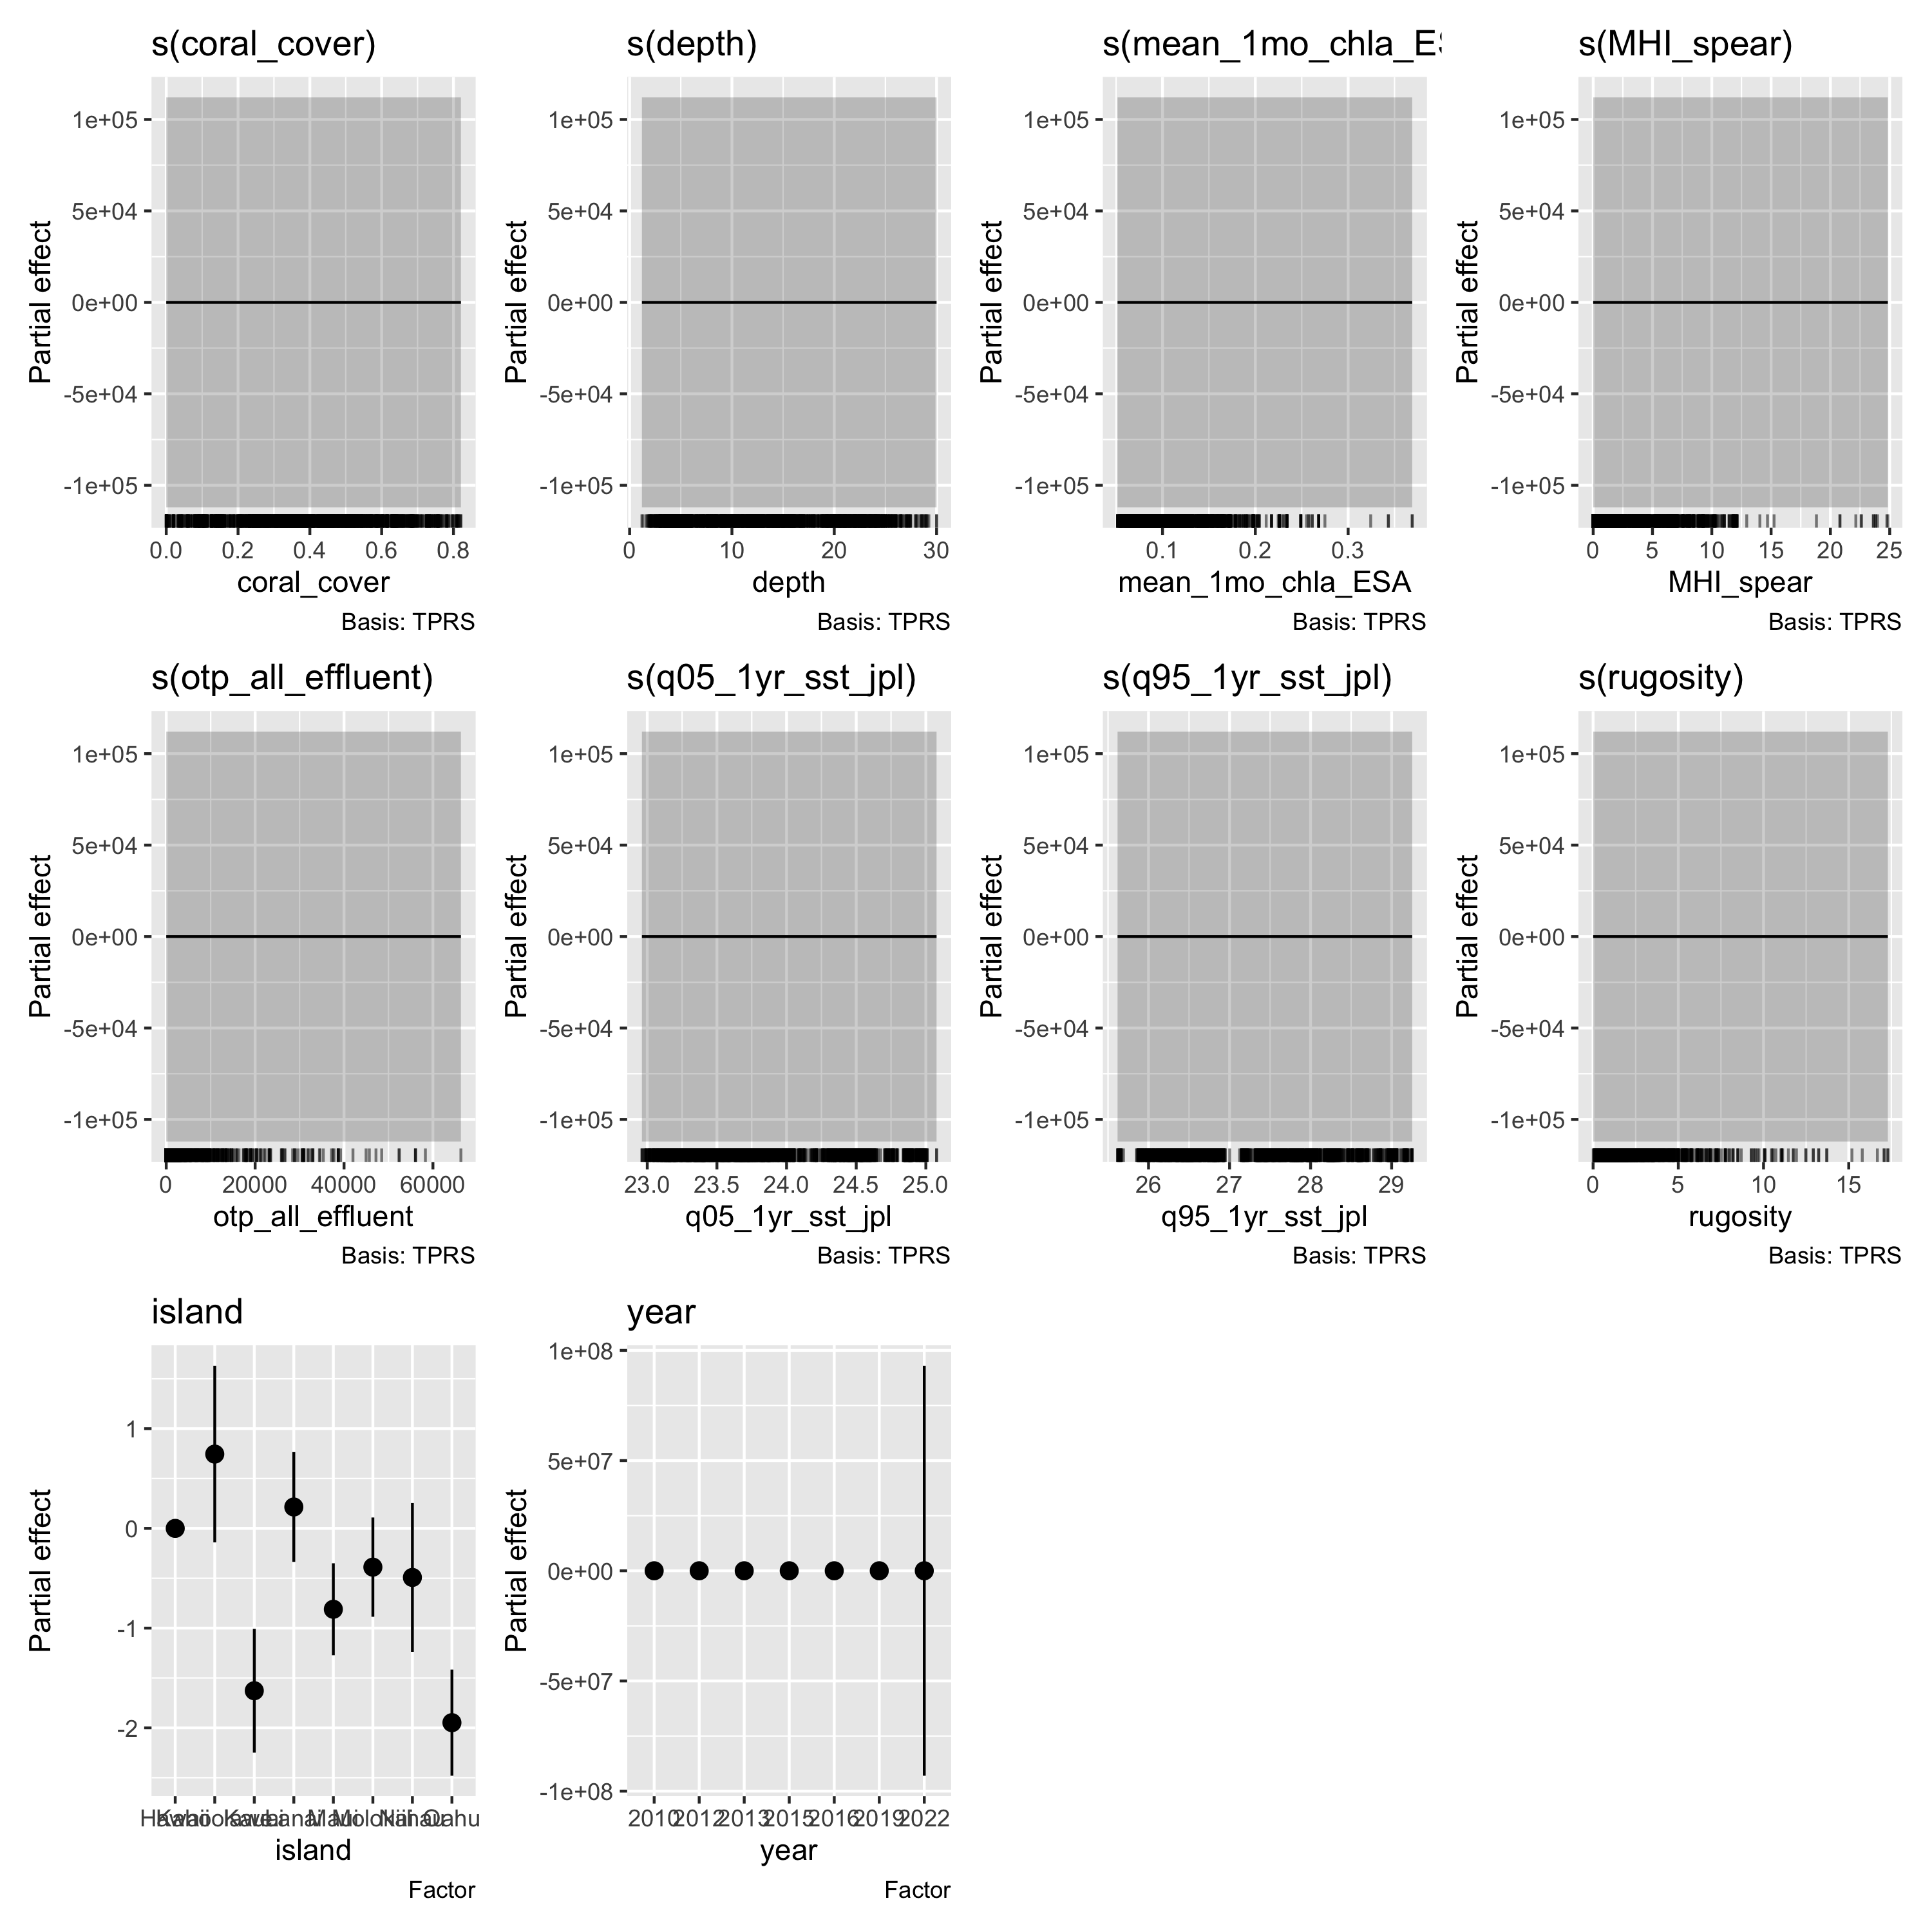 s(coral_cover)
s(depth)
s(mean_1mo_chla_ES
s(MHI_spear)
Partial effect
1e+05
5e+04
0e+00
-5e+04
-1e+05
0.0 0.2 0.4 0.6 0.8
coral_cover
Basis: TPRS
Partial effect
1e+05
5e+04
0e+00
-5e+04
-1e+05
0 10 20 30
depth
Basis: TPRS
Partial effect
1e+05
5e+04
0e+00
-5e+04
-1e+05
0.1 0.2 0.3
mean_1mo_chla_ESA
Basis: TPRS
Partial effect
1e+05
5e+04
0e+00
-5e+04
-1e+05
0 5 10 15 20 25
MHI_spear
Basis: TPRS
s(otp_all_effluent)
s(q05_1yr_sst_jpl)
s(q95_1yr_sst_jpl)
s(rugosity)
Partial effect
1e+05
5e+04
0e+00
-5e+04
-1e+05
0 20000 40000 60000
otp_all_effluent
Basis: TPRS
Partial effect
1e+05
5e+04
0e+00
-5e+04
-1e+05
23.0 23.5 24.0 24.5 25.0
q05_1yr_sst_jpl
Basis: TPRS
Partial effect
1e+05
5e+04
0e+00
-5e+04
-1e+05
26 27 28 29
q95_1yr_sst_jpl
Basis: TPRS
Partial effect
1e+05
5e+04
0e+00
-5e+04
-1e+05
0 5 10 15
rugosity
Basis: TPRS
island
year
Partial effect
1
0
-1
-2
Maui Molokai Niihau Oahu
island
Factor
Partial effect
1e+08
5e+07
0e+00
-5e+07
-1e+08
2010 2012 2013 2015 2016 2019 2022
year
Factor